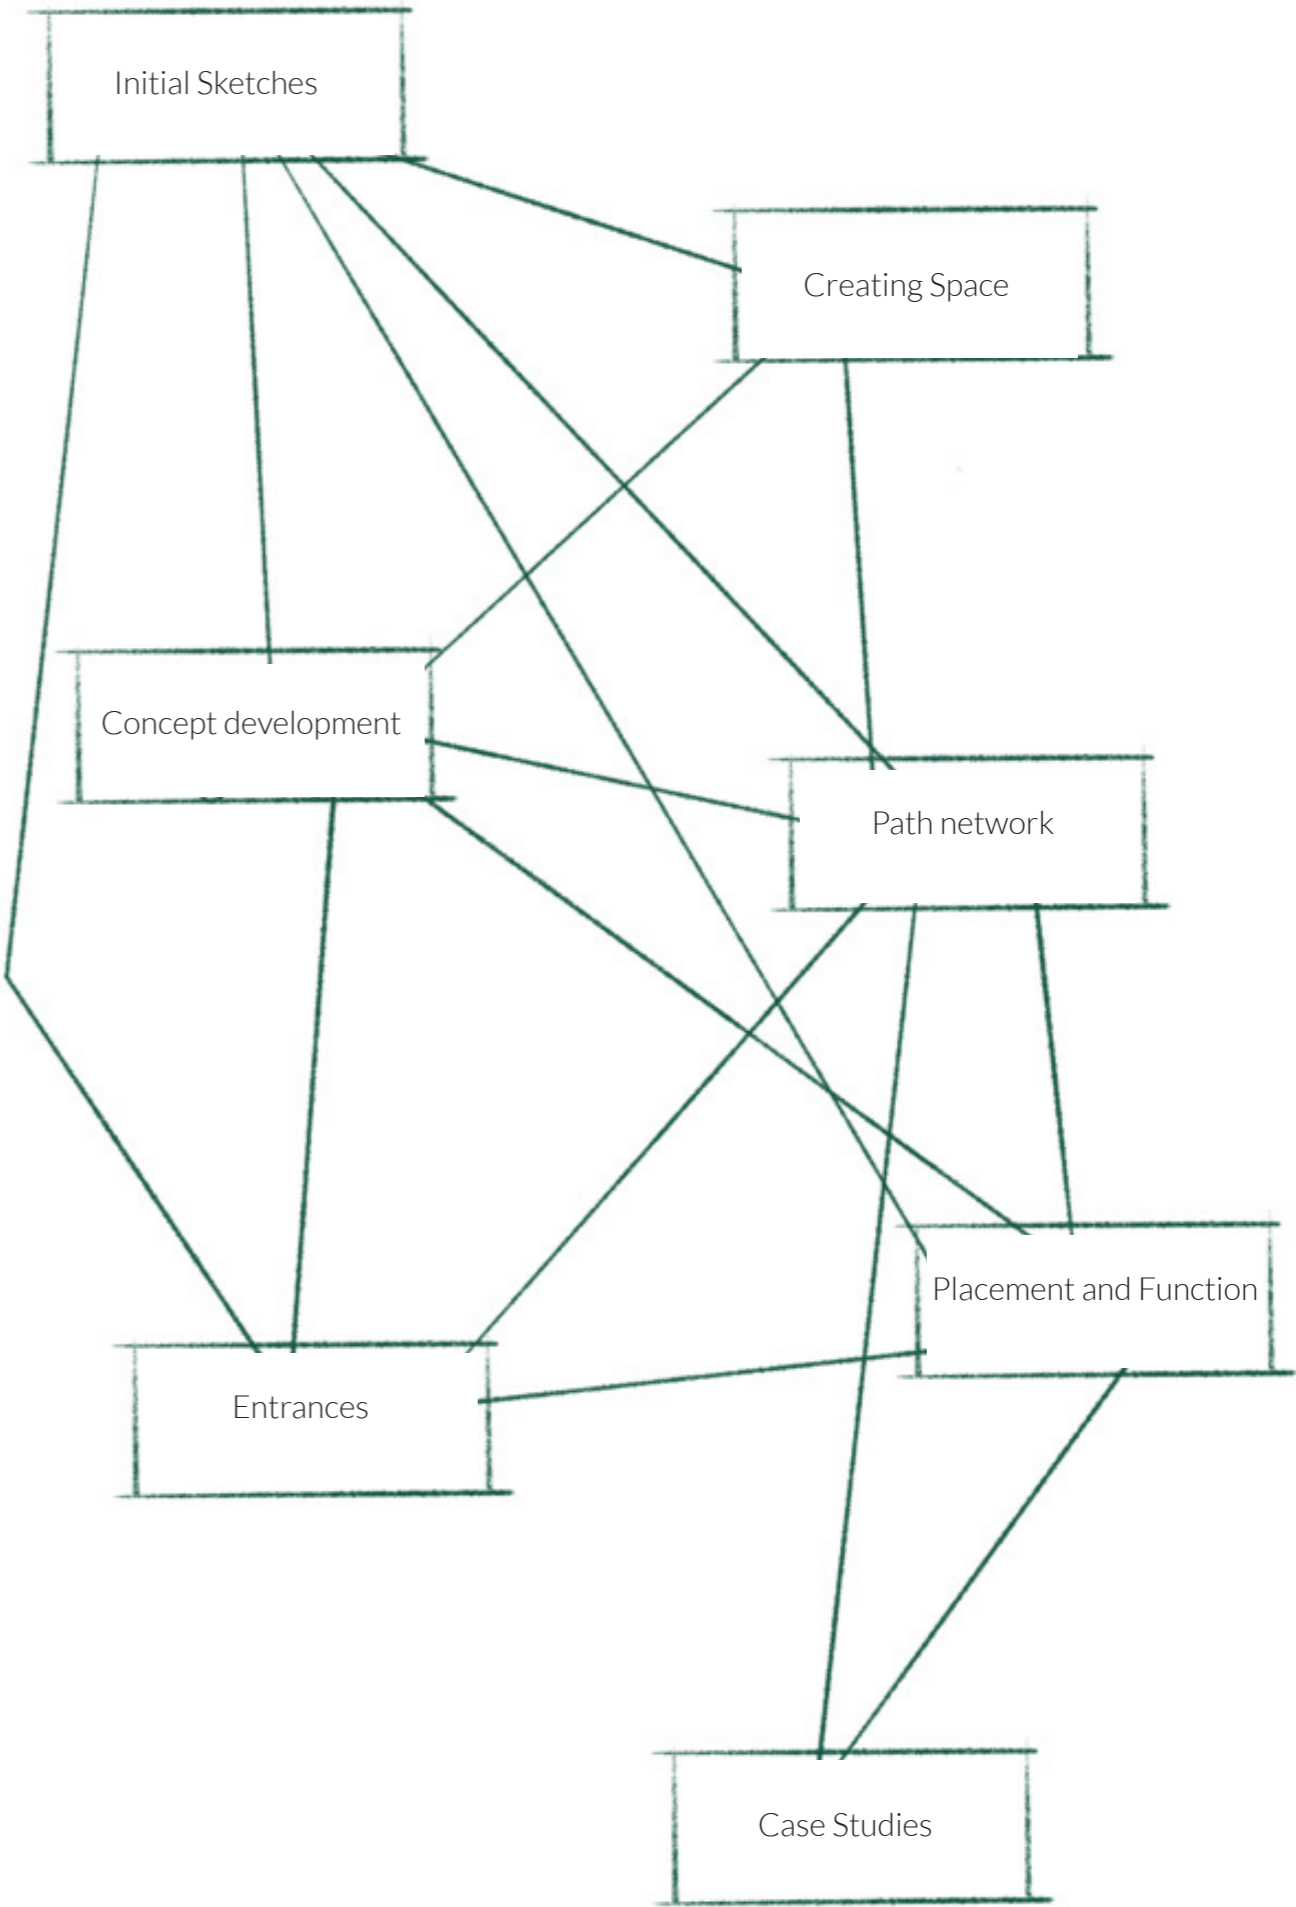 Initial Sketches
Creating Space
Concept development
Path network
Placement and Function
Entrances
Case Studies